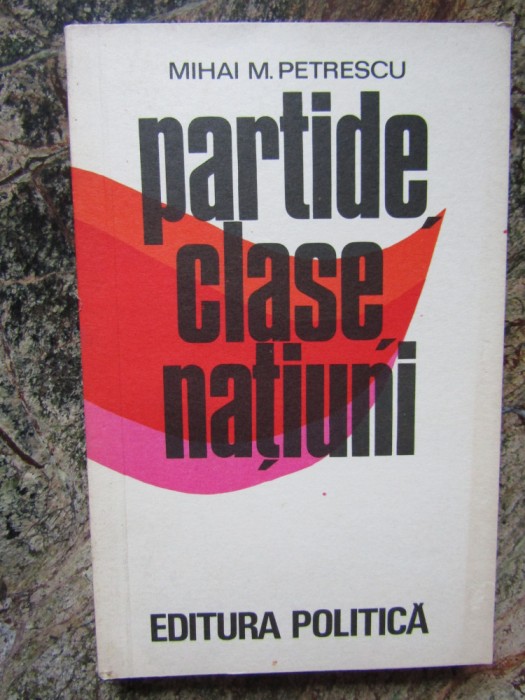 MIHAI M. PETRESCU
partide,
clase,
națiuni
EDITURA POLITICĂ